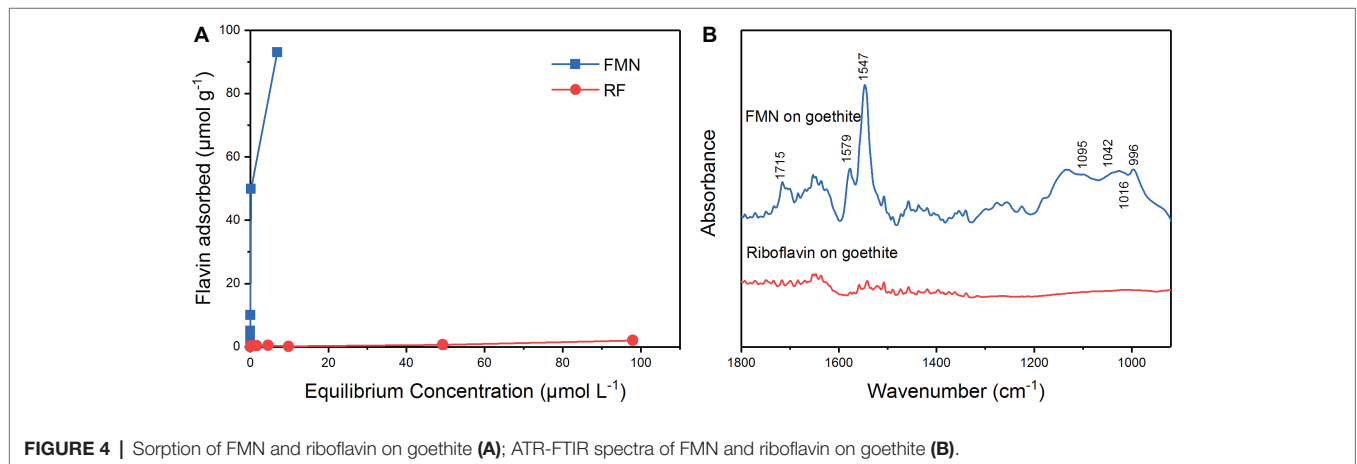 A
100
80
60
40
20
0
0 20 40 60 80 100
Flavin adsorbed (µmol g⁻¹)
Equilibrium Concentration (µmol L⁻¹)
FMN
RF
B
1547
FMN on goethite
1715
1579
1095
1042
1016
996
Riboflavin on goethite
Absorbance
1800 1600 1400 1200 1000
Wavenumber (cm⁻¹)
FIGURE 4 | Sorption of FMN and riboflavin on goethite (A); ATR-FTIR spectra of FMN and riboflavin on goethite (B).